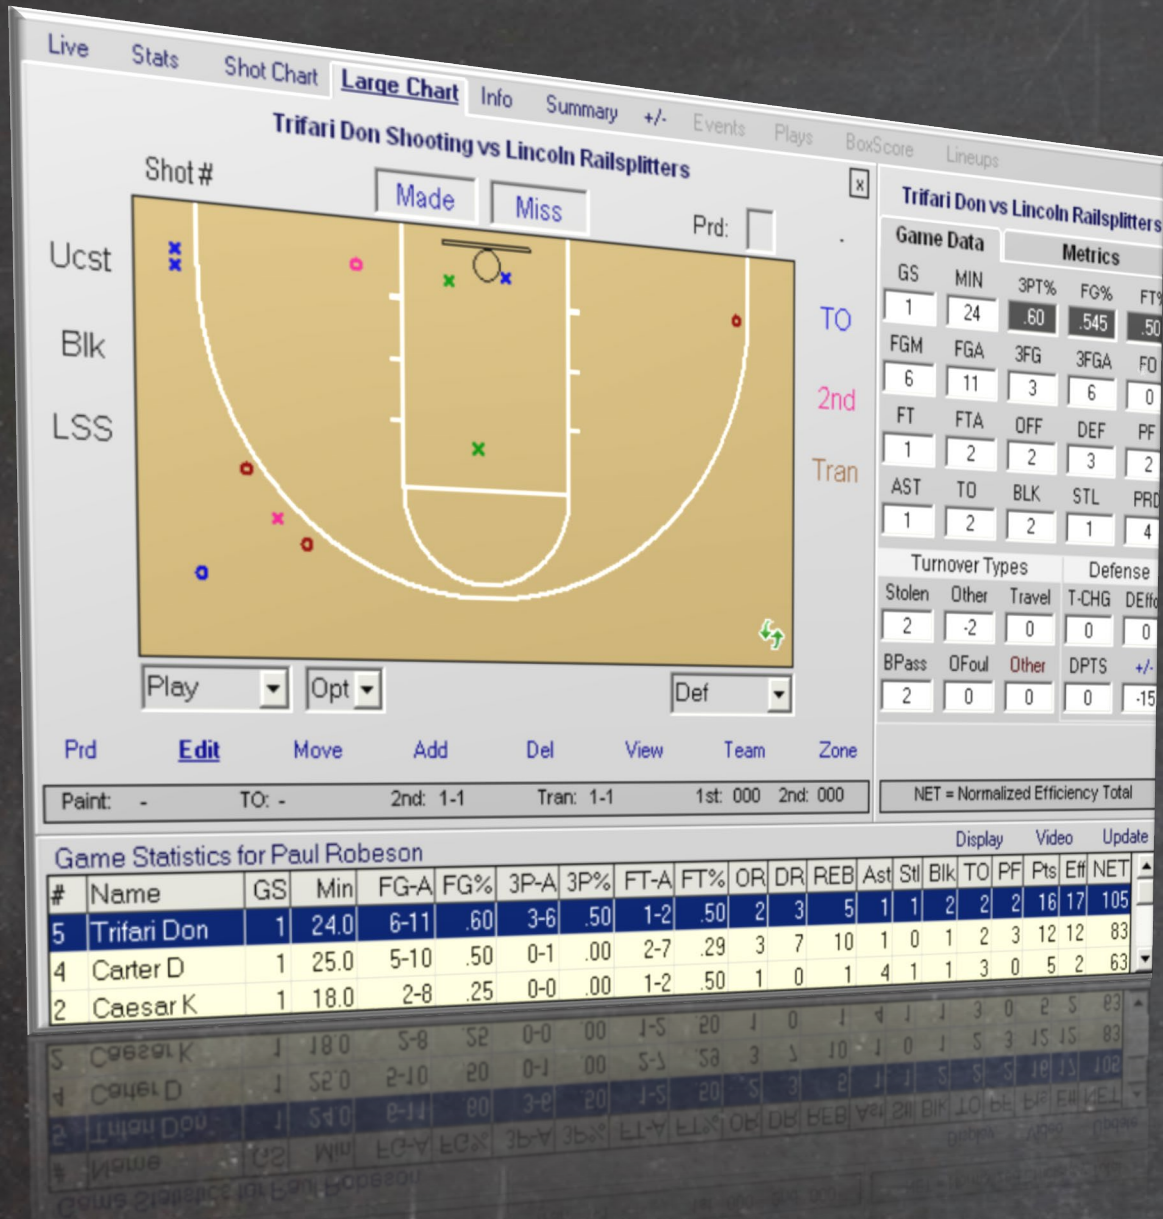 Live Stats Shot Chart Large Chart Info Summary +/- Events Plays BoxScore Lineups
Trifari Don Shooting vs Lincoln Railsplitters
Shot #
Made Miss
Prd:
x
Ucst
Blk
LSS
TO
2nd
Tran
Play Opt Def
Prd Edit Move Add Del View Team Zone
Paint: - TO: - 2nd: 1-1 Tran: 1-1 1st: 000 2nd: 000
Trifari Don vs Lincoln Railsplitters
Game Data Metrics
GS MIN 3PT% FG% FT%
1 24 .60 .545 .50
FGM FGA 3FG 3FGA FO
6 11 3 6 0
FT FTA OFF DEF PF
1 2 2 3 2
AST TO BLK STL PRD
1 2 2 1 4
Turnover Types Defense
Stolen Other Travel T-CHG DEffo
2 -2 0 0 0
BPass OFoul Other DPTS +/-
2 0 0 0 -15
NET = Normalized Efficiency Total
Game Statistics for Paul Robeson Display Video Update
# Name GS Min FG-A FG% 3P-A 3P% FT-A FT% OR DR REB Ast Stl Blk TO PF Pts Eff NET
5 Trifari Don 1 24.0 6-11 .60 3-6 .50 1-2 .50 2 3 5 1 1 2 2 2 16 17 105
4 Carter D 1 25.0 5-10 .50 0-1 .00 2-7 .29 3 7 10 1 0 1 2 3 12 12 83
2 Caesar K 1 18.0 2-8 .25 0-0 .00 1-2 .50 1 0 1 4 1 1 3 0 5 2 63